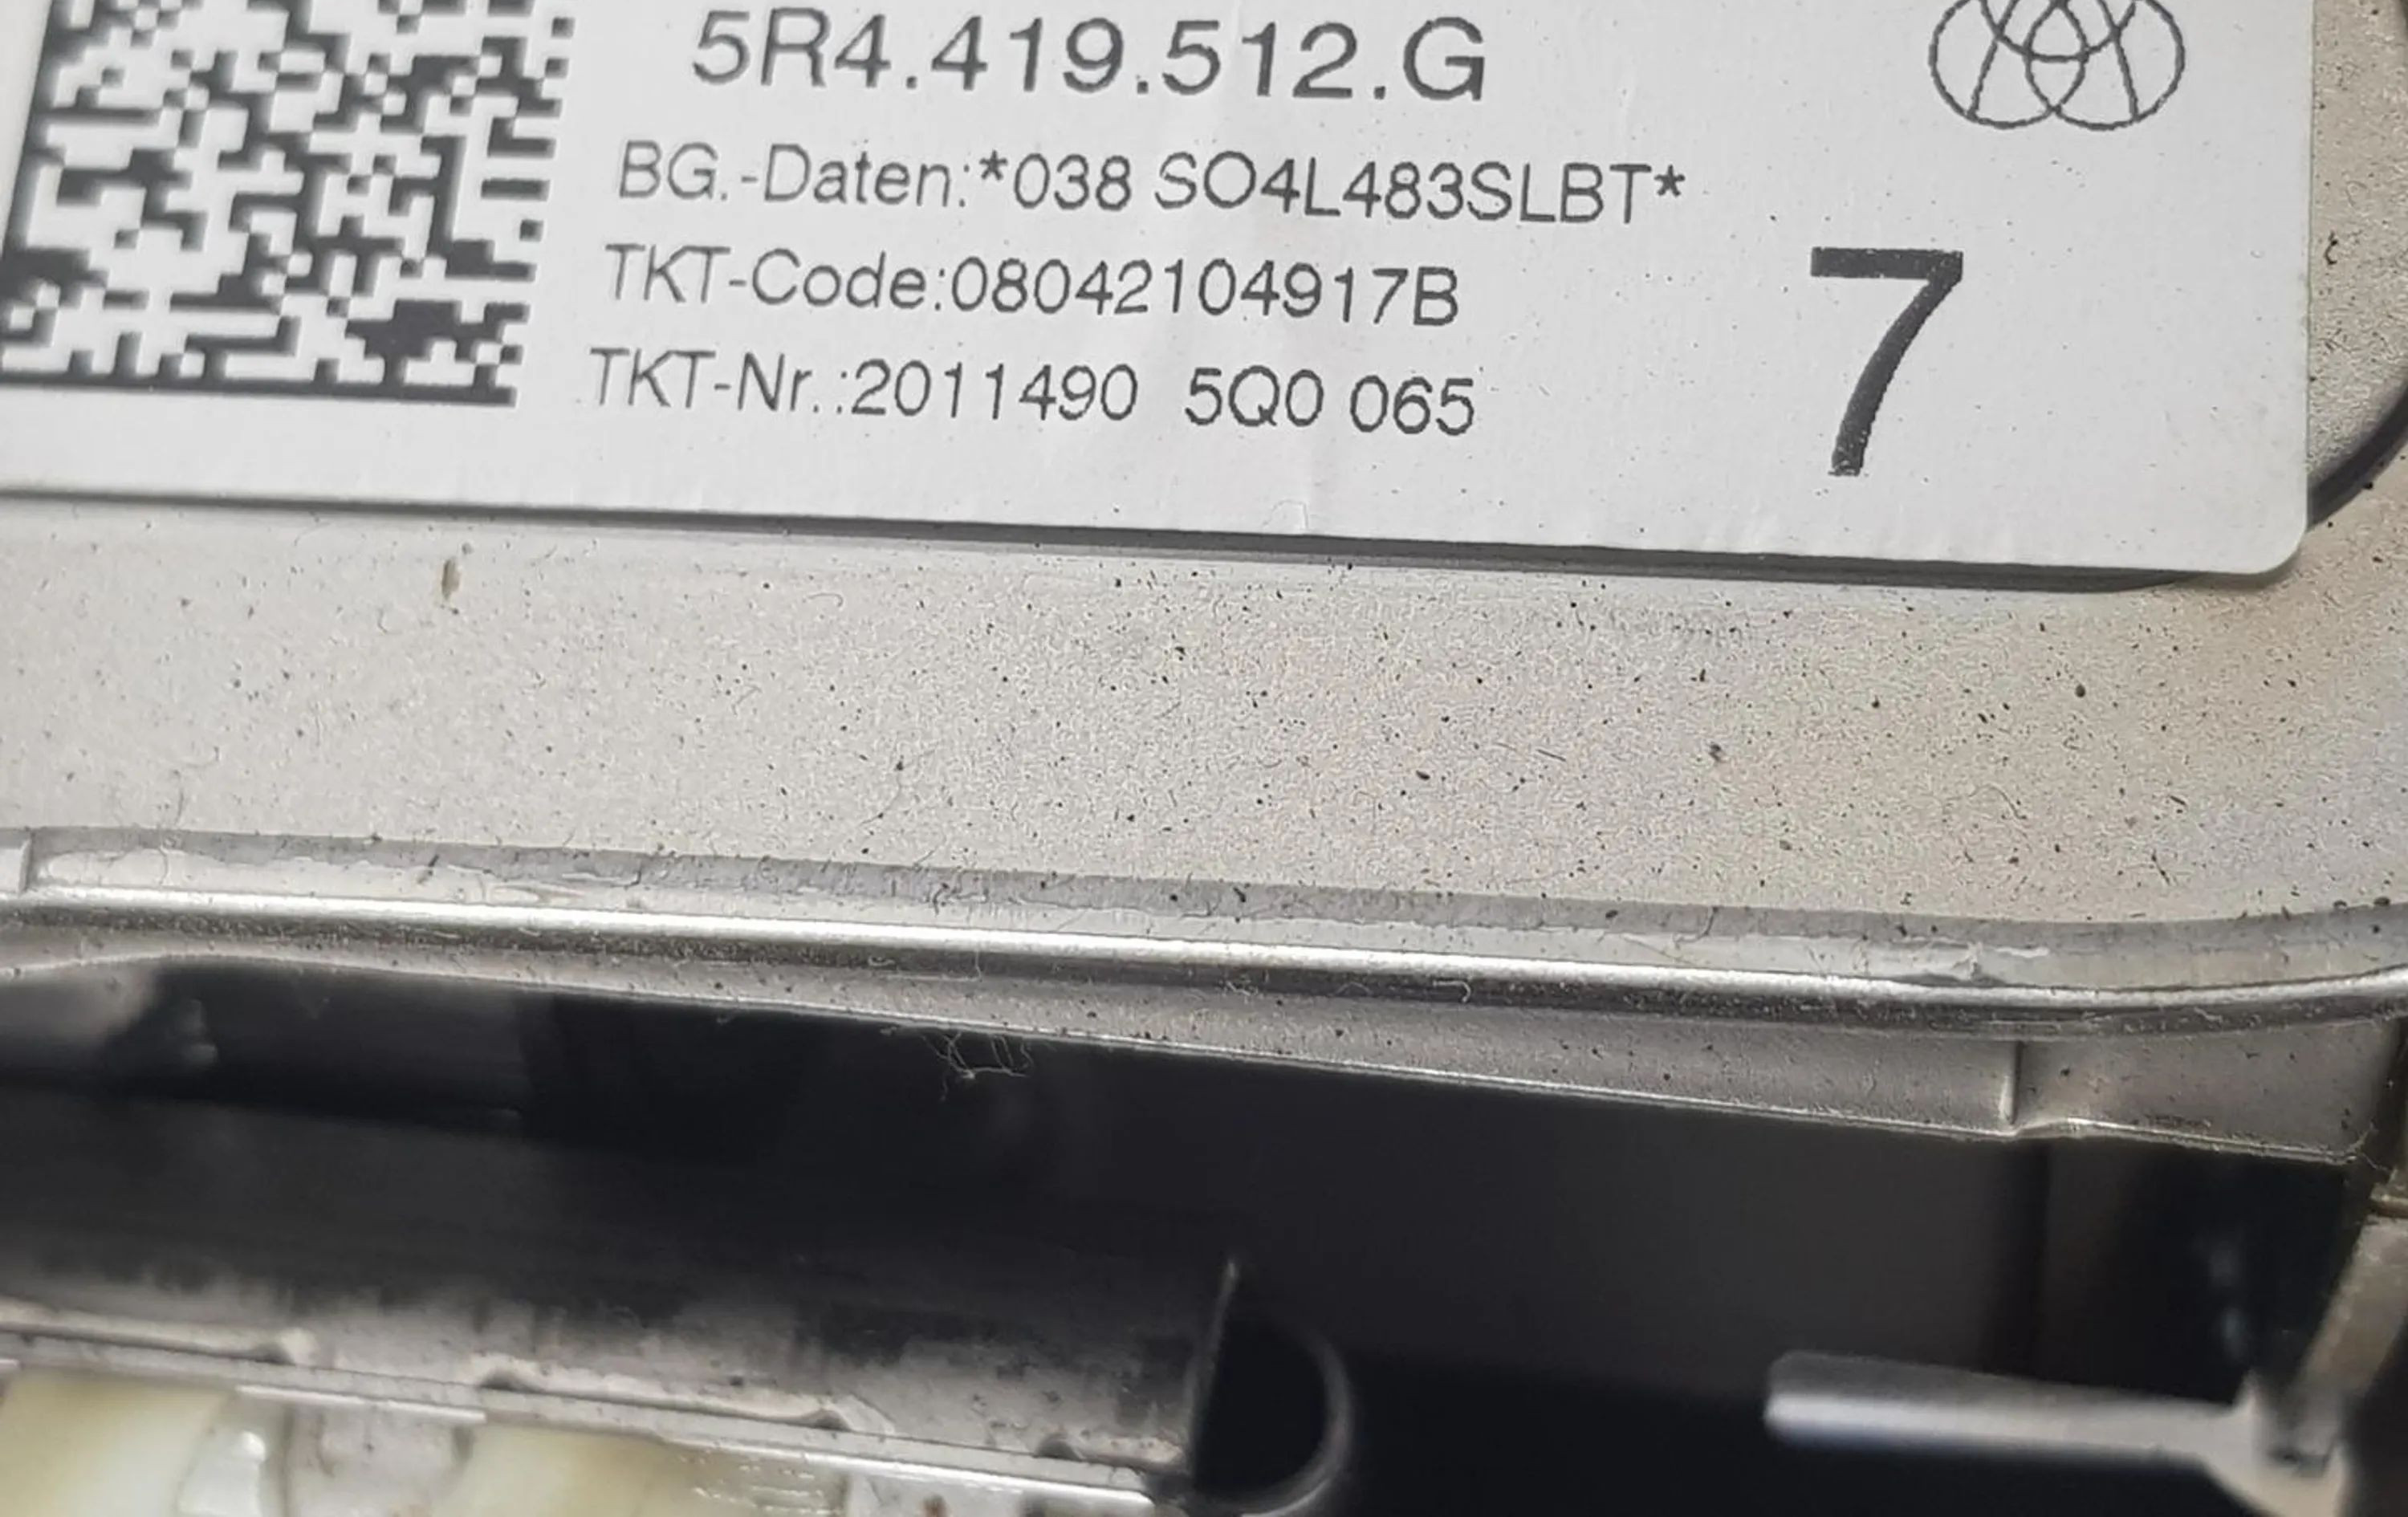 5R4.419.512.G
BG.-Daten:*038 SO4L483SLBT*
TKT-Code:08042104917B
TKT-Nr.:2011490 5Q0 065
7